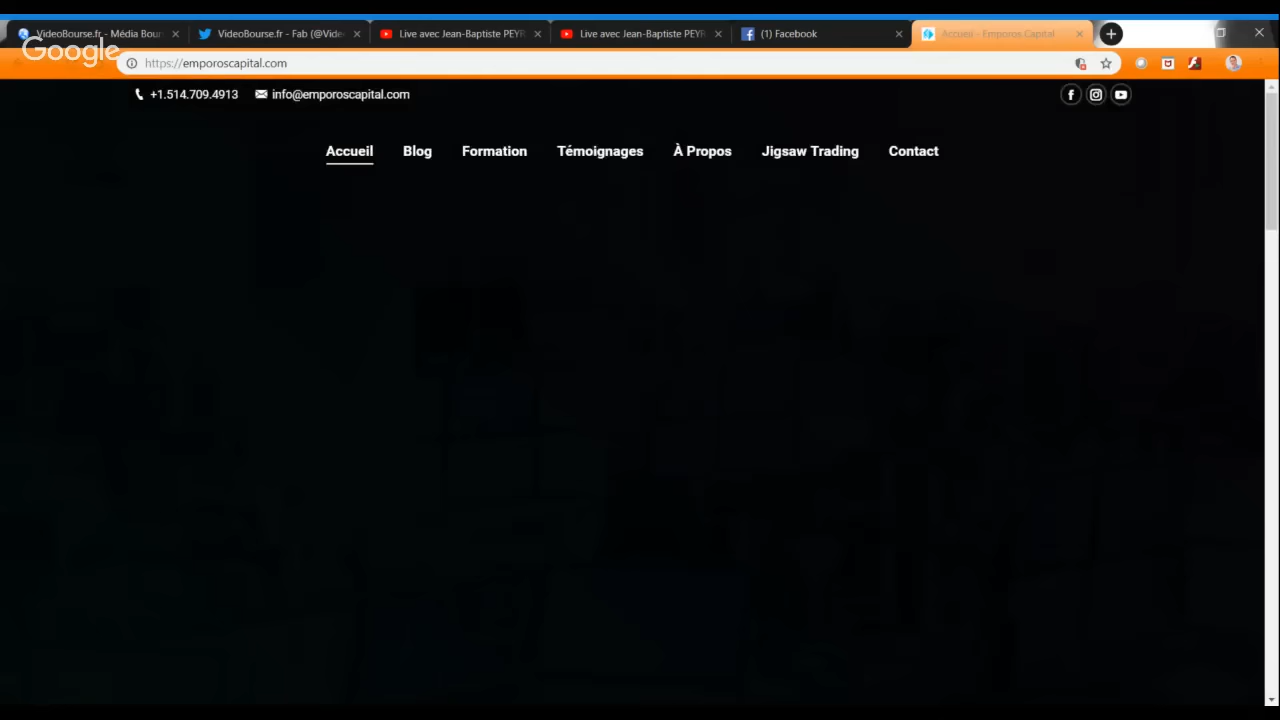 VideoBourse.fr - Média Bour VideoBourse.fr - Fab (@Vide Live avec Jean-Baptiste PEYR Live avec Jean-Baptiste PEYR (1) Facebook Accueil - Emporos Capital
Google
https://emporoscapital.com
+1.514.709.4913 info@emporoscapital.com
Accueil Blog Formation Témoignages À Propos Jigsaw Trading Contact